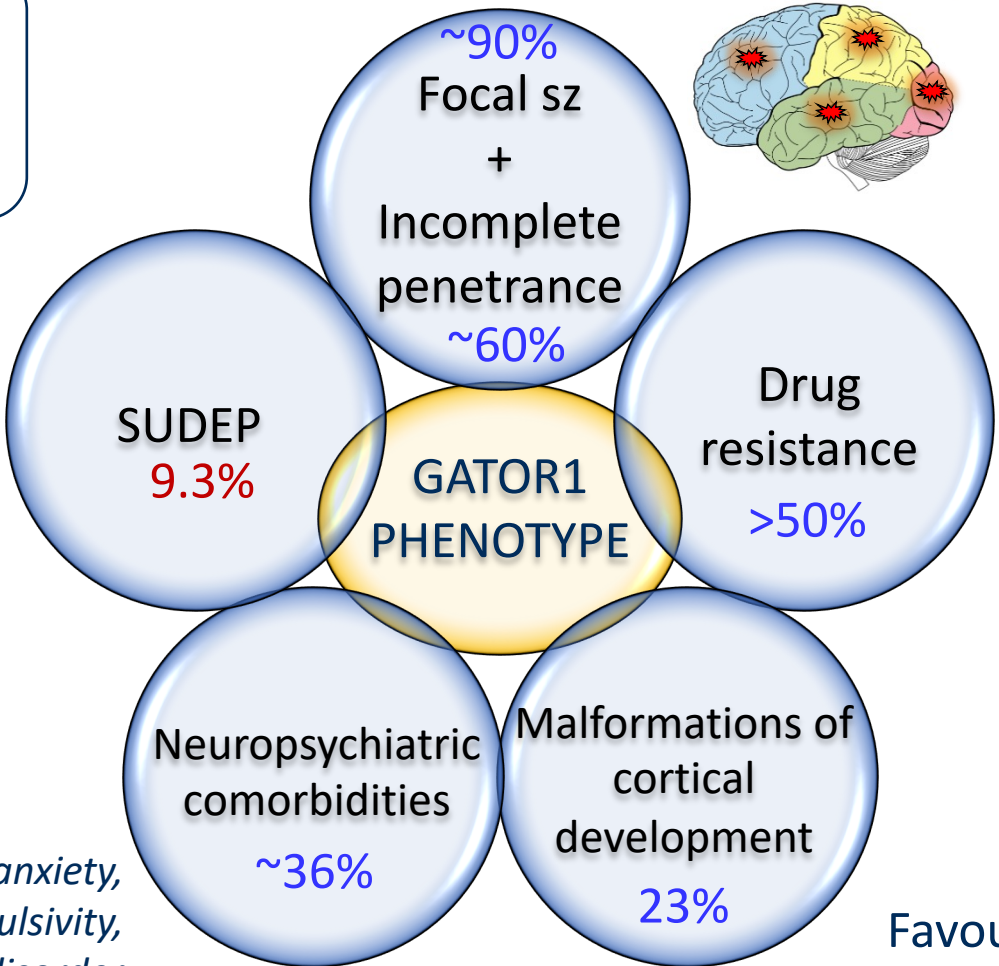 ~90%
Focal sz
+
Incomplete
penetrance
~60%
SUDEP
9.3%
Drug
resistance
>50%
GATOR1
PHENOTYPE
Neuropsychiatric
comorbidities
~36%
Malformations of
cortical
development
23%
anxiety,